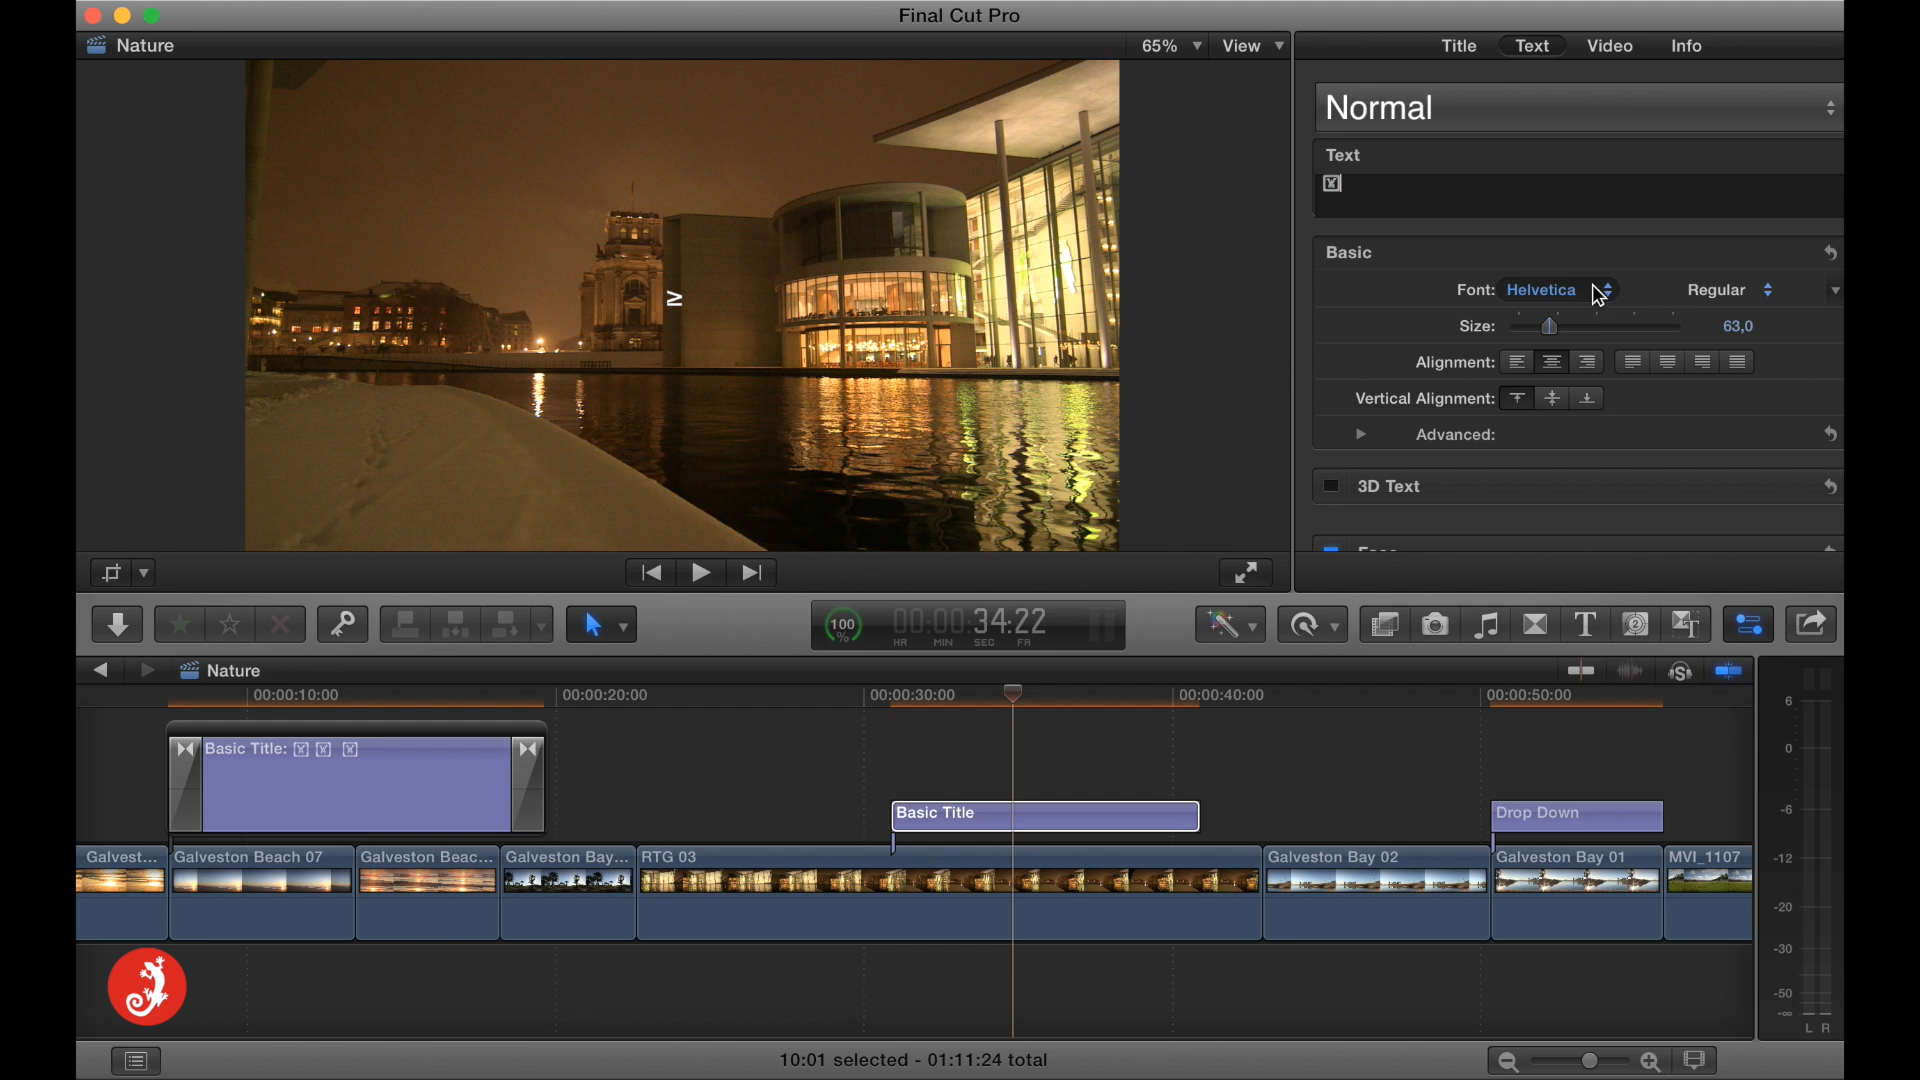 Final Cut Pro
Nature
65%
View
Title
Text
Video
Info
Normal
Text
Basic
Font: Helvetica
Regular
Size:
63,0
Alignment:
Vertical Alignment:
Advanced:
3D Text
≥
100
%
00:00:34:22
HR MIN SEC FR
Nature
00:00:10:00
00:00:20:00
00:00:30:00
00:00:40:00
00:00:50:00
Basic Title:
Basic Title
Drop Down
Galvest...
Galveston Beach 07
Galveston Beac...
Galveston Bay...
RTG 03
Galveston Bay 02
Galveston Bay 01
MVI_1107
6
0
-6
-12
-20
-30
-50
-∞
L R
10:01 selected - 01:11:24 total